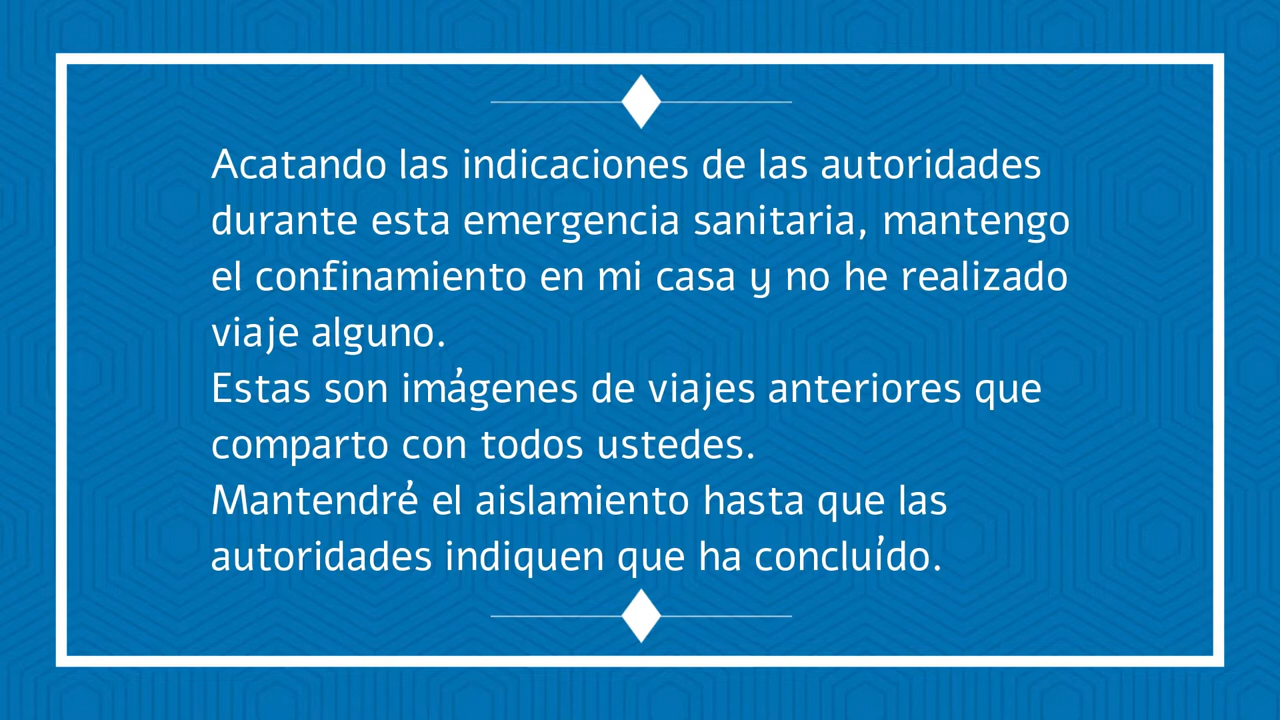 Acatando las indicaciones de las autoridades
durante esta emergencia sanitaria, mantengo
el confinamiento en mi casa y no he realizado
viaje alguno.
Estas son imágenes de viajes anteriores que
comparto con todos ustedes.
Mantendré el aislamiento hasta que las
autoridades indiquen que ha concluído.